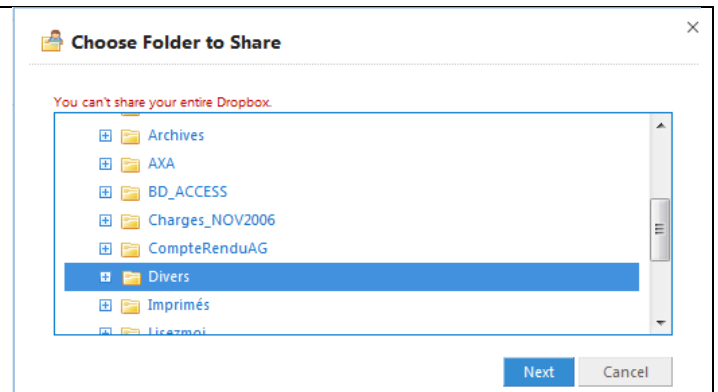 Choose Folder to Share
You can't share your entire Dropbox.
Archives
AXA
BD_ACCESS
Charges_NOV2006
CompteRenduAG
Divers
Imprimés
Lisezmoi
Next Cancel